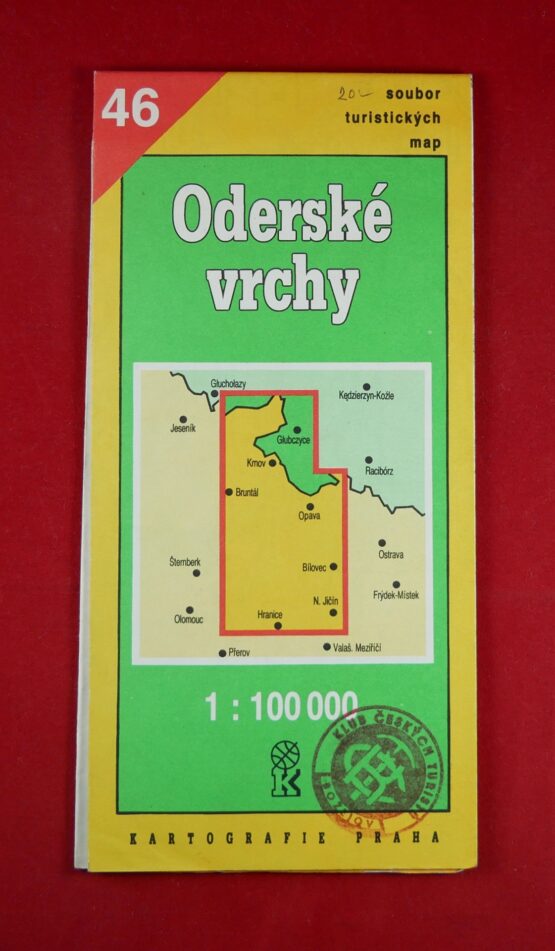 46
20,-
soubor
turistických
map
Oderské
vrchy
Głuchołazy
Kędzierzyn-Koźle
Jeseník
Głubczyce
Krnov
Racibórz
Bruntál
Opava
Ostrava
Šternberk
Bílovec
Frýdek-Místek
Olomouc
N. Jičín
Hranice
Přerov
Valaš. Meziříčí
1 : 100 000
KLUB ČESKÝCH TURISTŮ
K
KARTOGRAFIE PRAHA